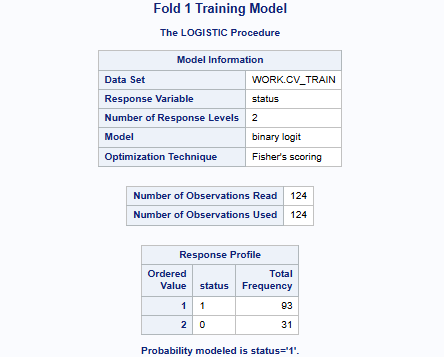 Fold 1 Training Model
The LOGISTIC Procedure
Model Information
Data Set WORK.CV_TRAIN
Response Variable status
Number of Response Levels 2
Model binary logit
Optimization Technique Fisher's scoring
Number of Observations Read 124
Number of Observations Used 124
Response Profile
Ordered Total
Value status Frequency
1 1 93
2 0 31
Probability modeled is status='1'.